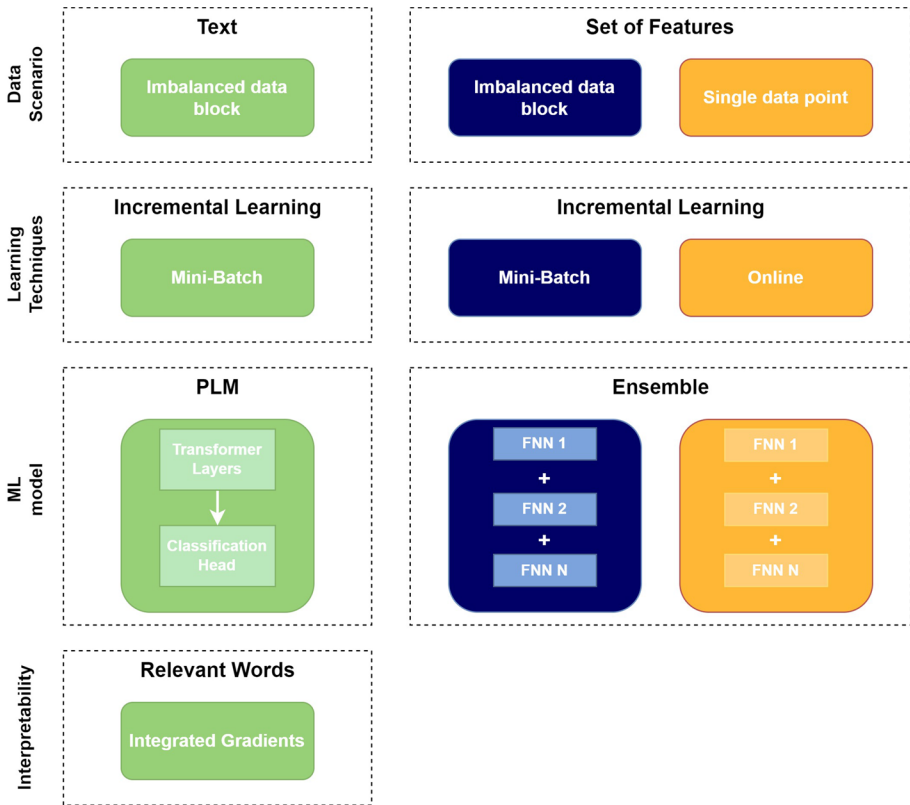 Data
Scenario
Text
Imbalanced data
block
Set of Features
Imbalanced data
block
Single data point
Learning
Techniques
Incremental Learning
Mini-Batch
Incremental Learning
Mini-Batch
Online
ML
model
PLM
Transformer
Layers
Classification
Head
Ensemble
FNN 1
+
FNN 2
+
FNN N
FNN 1
+
FNN 2
+
FNN N
Interpretability
Relevant Words
Integrated Gradients